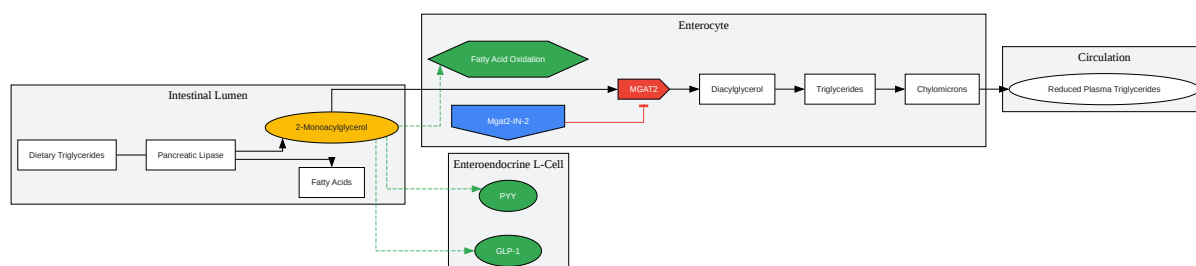 Enterocyte
Circulation
Fatty Acid Oxidation
Intestinal Lumen
MGAT2
Diacylglycerol
Triglycerides
Chylomicrons
Reduced Plasma Triglycerides
2-Monoacylglycerol
Mgat2-IN-2
Dietary Triglycerides
Pancreatic Lipase
Fatty Acids
Enteroendocrine L-Cell
PYY
GLP-1